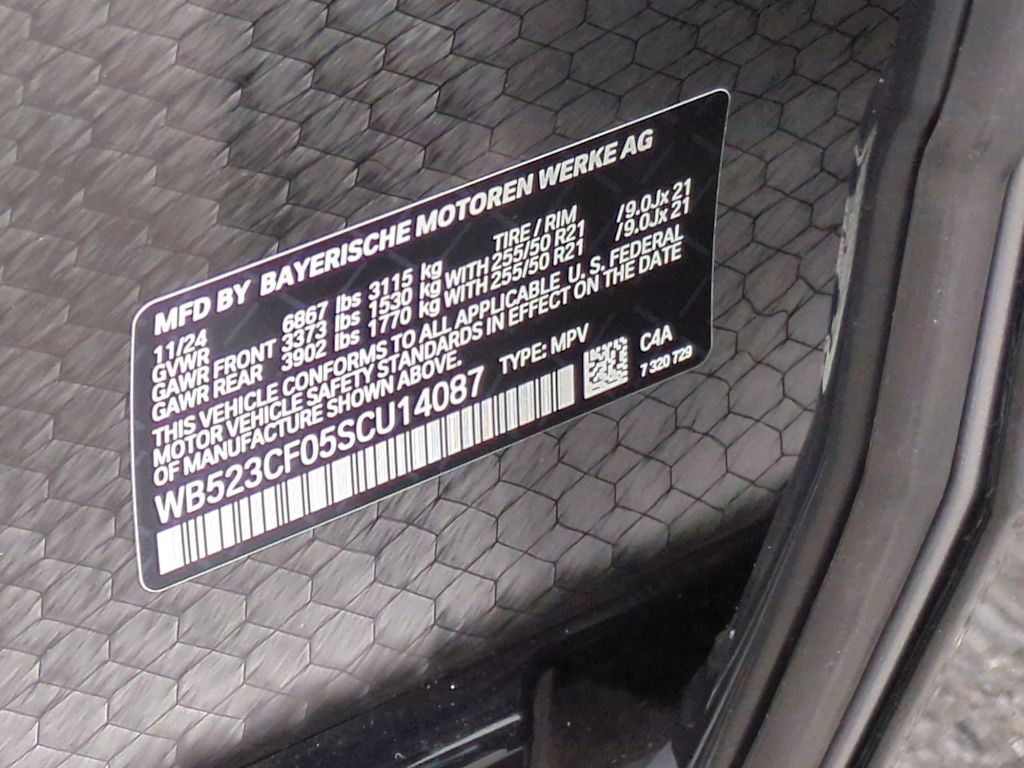 MFD BY BAYERISCHE MOTOREN WERKE AG
11/24 TIRE / RIM
GVWR 6867 lbs 3115 kg
GAWR FRONT 3373 lbs 1530 kg WITH 255/50 R21 /9.0Jx 21
GAWR REAR 3902 lbs 1770 kg WITH 255/50 R21 /9.0Jx 21
THIS VEHICLE CONFORMS TO ALL APPLICABLE U. S. FEDERAL
MOTOR VEHICLE SAFETY STANDARDS IN EFFECT ON THE DATE
OF MANUFACTURE SHOWN ABOVE.
WB523CF05SCU14087 TYPE: MPV C4A
7 320 729